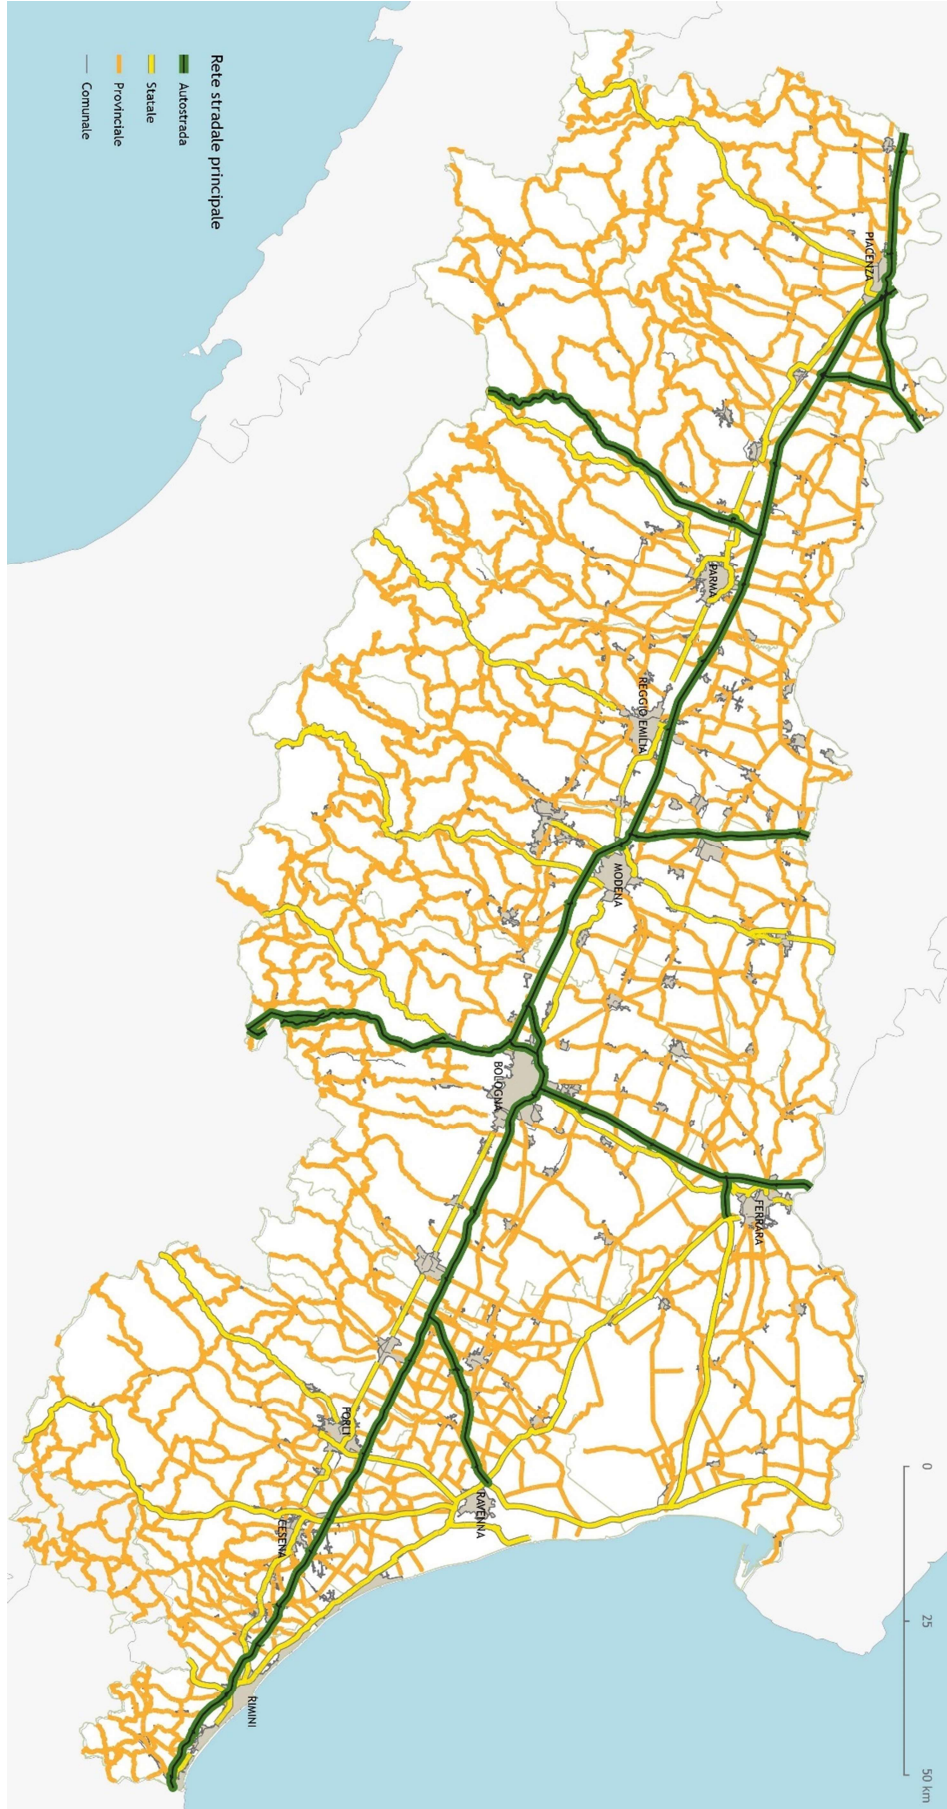 Rete stradale principale
Autostrada
Statale
Provinciale
Comunale
PIACENZA
PARMA
REGGIO EMILIA
MODENA
BOLOGNA
FERRARA
RAVENNA
FORLI
CESENA
RIMINI
0
25
50 km